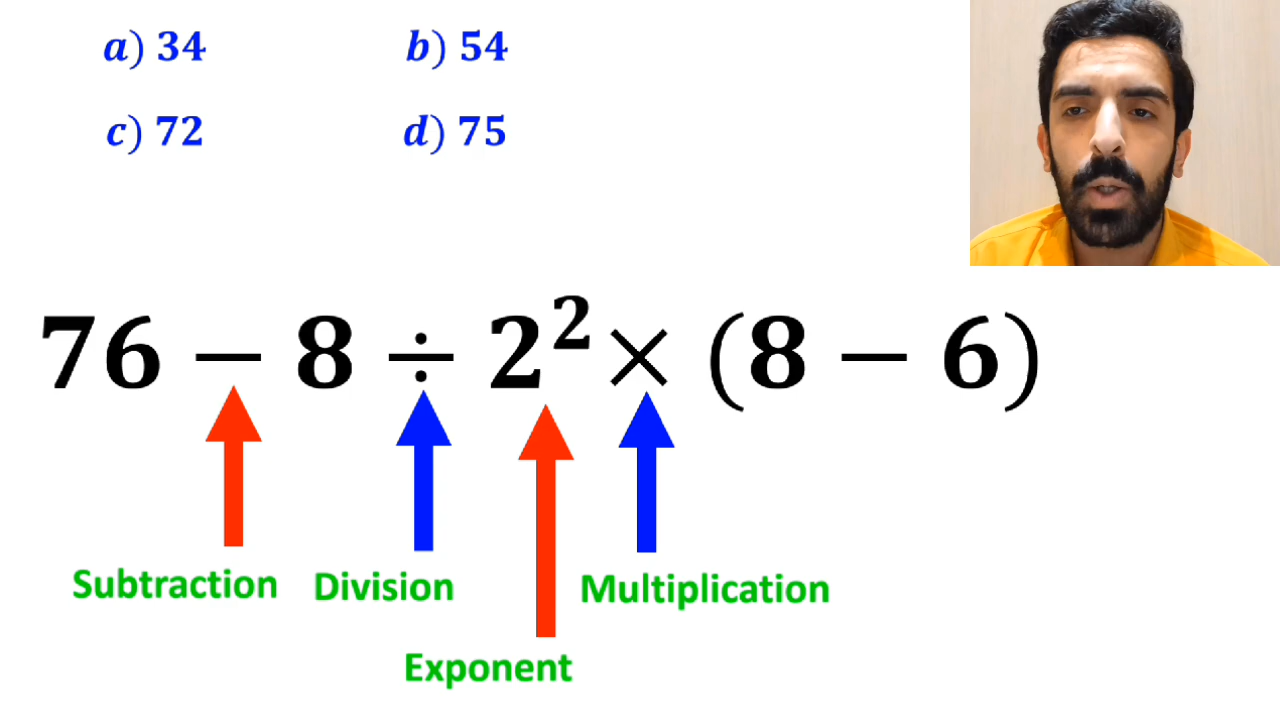 a) 34 b) 54
c) 72 d) 75
76 − 8 ÷ 2² × (8 − 6)
Subtraction Division Multiplication
Exponent